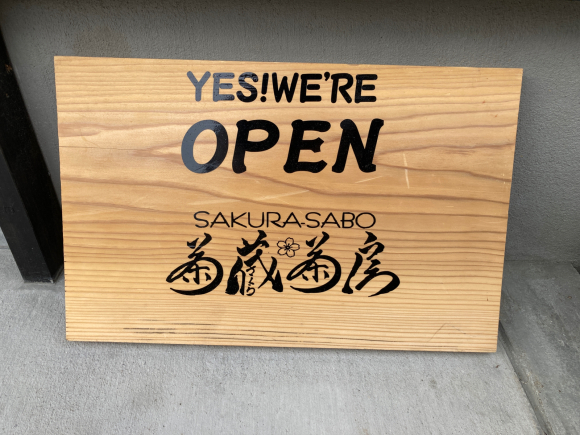 YES!WE'RE
OPEN
SAKURA-SABO
茶蔵茶房